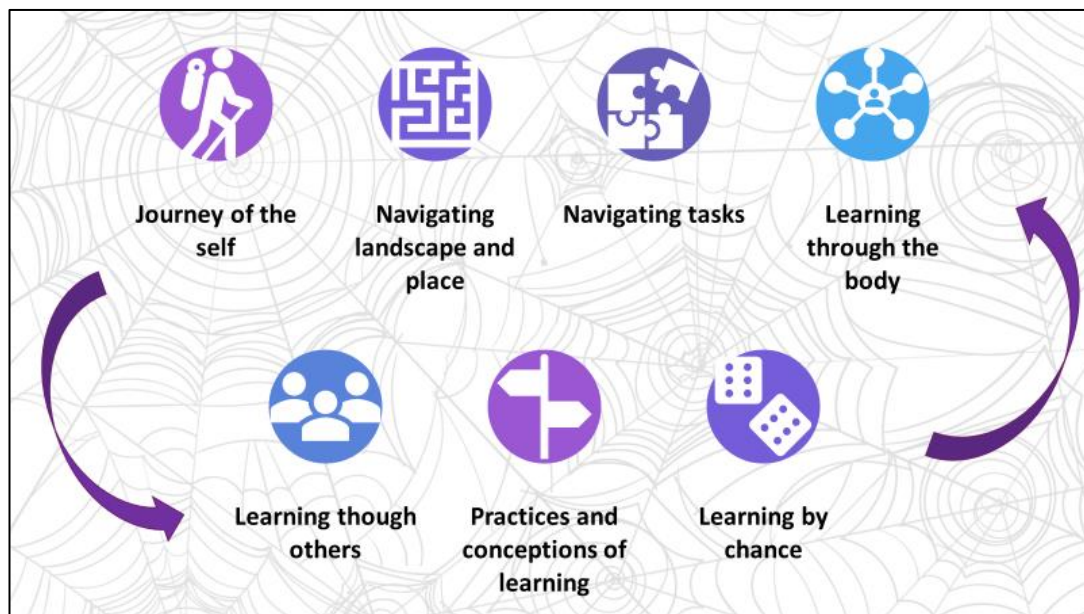 Journey of the
self
Navigating
landscape and
place
Navigating tasks
Learning
through the
body
Learning though
others
Practices and
conceptions of
learning
Learning by
chance